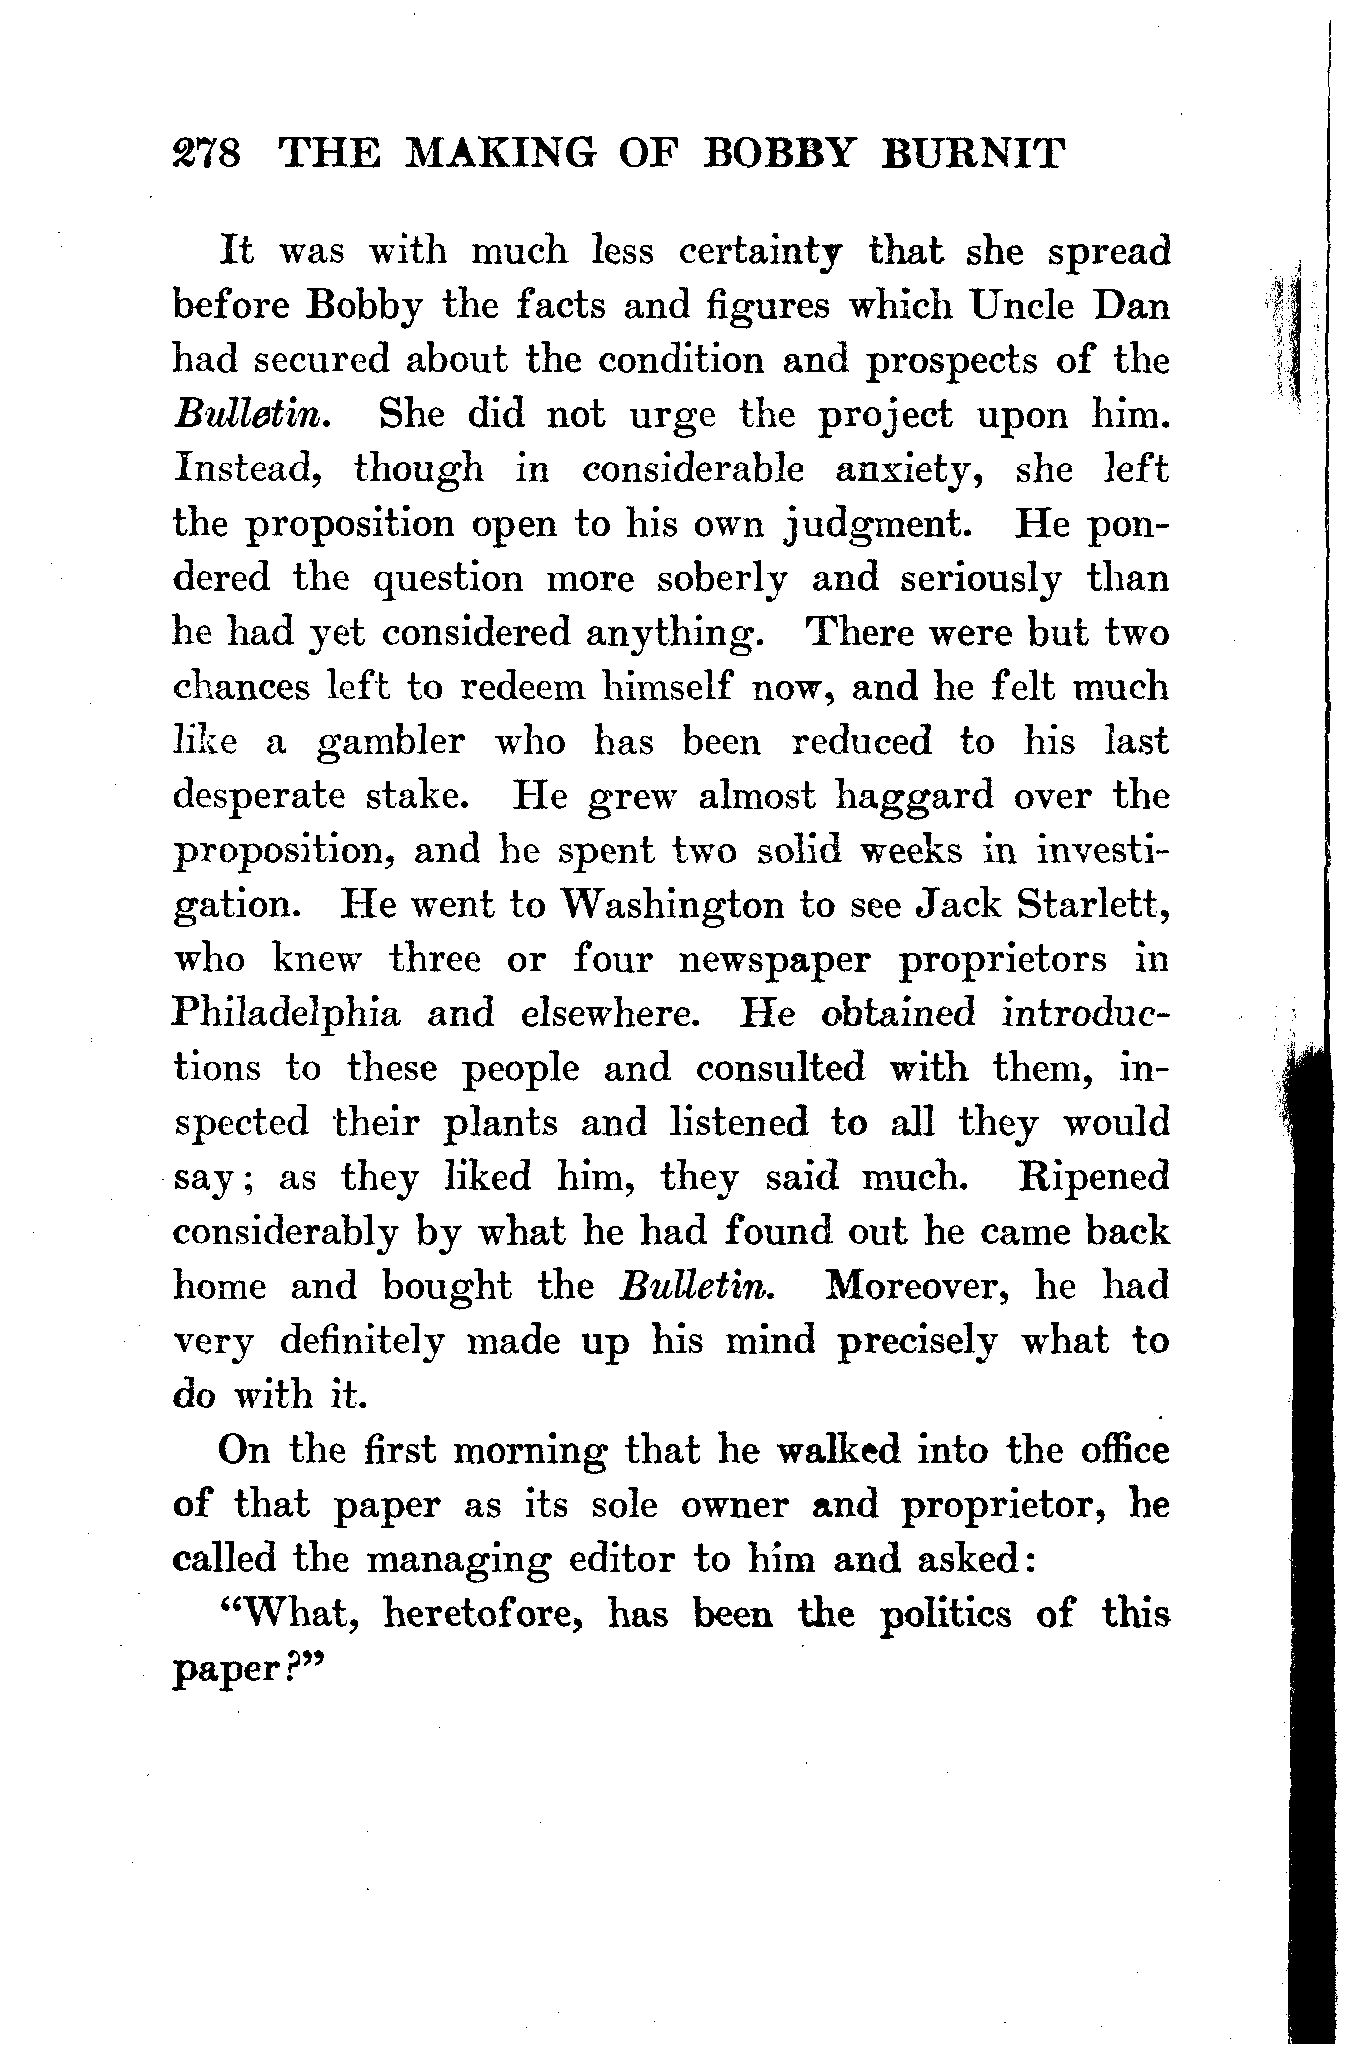 278 THE MAKING OF BOBBY BURNIT
It was with much less certainty that she spread
before Bobby the facts and figures which Uncle Dan
had secured about the condition and prospects of the
Bulletin. She did not urge the project upon him.
Instead, though in considerable anxiety, she left
the proposition open to his own judgment. He pon-
dered the question more soberly and seriously than
he had yet considered anything. There were but two
chances left to redeem himself now, and he felt much
like a gambler who has been reduced to his last
desperate stake. He grew almost haggard over the
proposition, and he spent two solid weeks in investi-
gation. He went to Washington to see Jack Starlett,
who knew three or four newspaper proprietors in
Philadelphia and elsewhere. He obtained introduc-
tions to these people and consulted with them, in-
spected their plants and listened to all they would
say; as they liked him, they said much. Ripened
considerably by what he had found out he came back
home and bought the Bulletin. Moreover, he had
very definitely made up his mind precisely what to
do with it.
On the first morning that he walked into the office
of that paper as its sole owner and proprietor, he
called the managing editor to him and asked:
“What, heretofore, has been the politics of this
paper?”